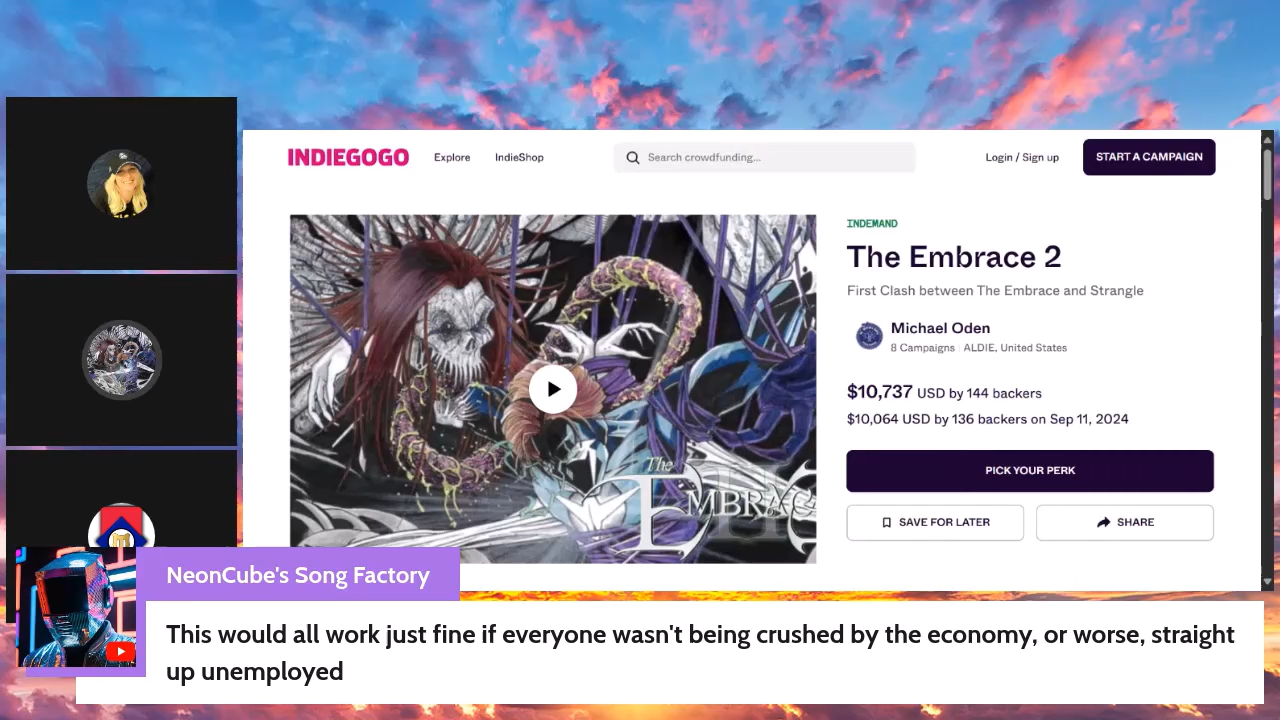 INDIEGOGO
Explore
IndieShop
Search crowdfunding...
Login / Sign up
START A CAMPAIGN
INDEMAND
The Embrace 2
First Clash between The Embrace and Strangle
Michael Oden
8 Campaigns | ALDIE, United States
$10,737 USD by 144 backers
$10,064 USD by 136 backers on Sep 11, 2024
PICK YOUR PERK
SAVE FOR LATER
SHARE
The
EMBRAC
NeonCube's Song Factory
This would all work just fine if everyone wasn't being crushed by the economy, or worse, straight
up unemployed